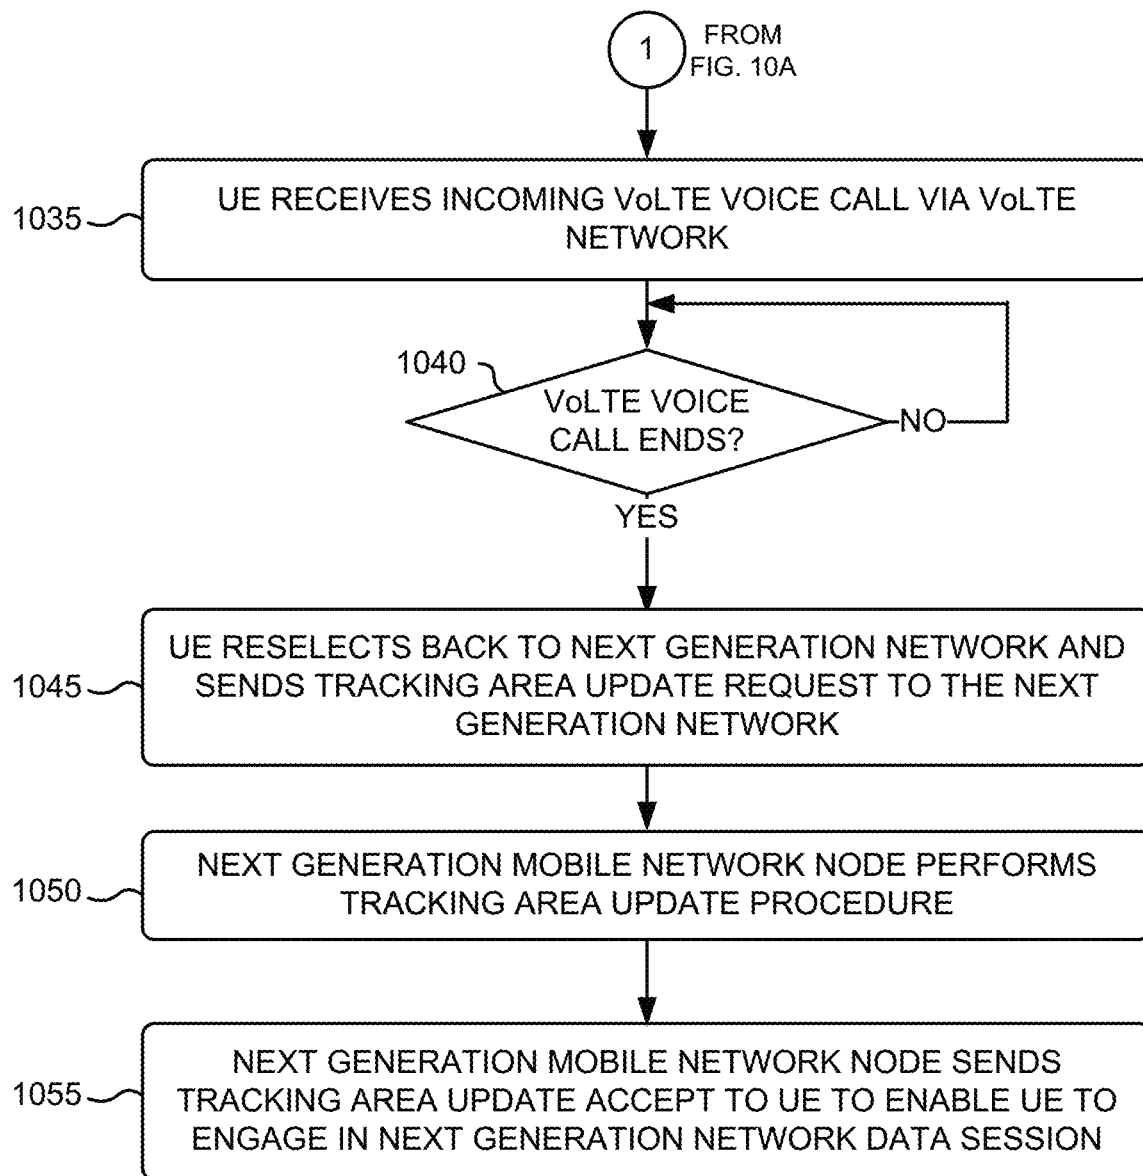 1
FROM
FIG. 10A
1035
UE RECEIVES INCOMING VoLTE VOICE CALL VIA VoLTE
NETWORK
1040
VoLTE VOICE
CALL ENDS?
NO
YES
1045
UE RESELECTS BACK TO NEXT GENERATION NETWORK AND
SENDS TRACKING AREA UPDATE REQUEST TO THE NEXT
GENERATION NETWORK
1050
NEXT GENERATION MOBILE NETWORK NODE PERFORMS
TRACKING AREA UPDATE PROCEDURE
1055
NEXT GENERATION MOBILE NETWORK NODE SENDS
TRACKING AREA UPDATE ACCEPT TO UE TO ENABLE UE TO
ENGAGE IN NEXT GENERATION NETWORK DATA SESSION